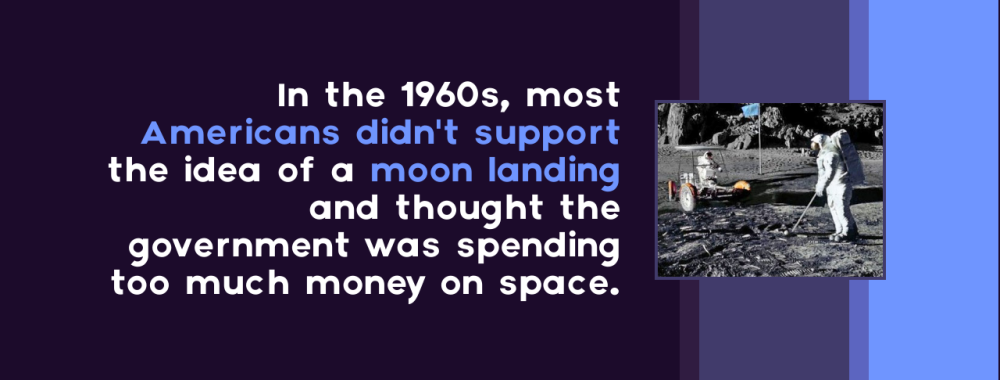 In the 1960s, most
Americans didn't support
the idea of a moon landing
and thought the
government was spending
too much money on space.